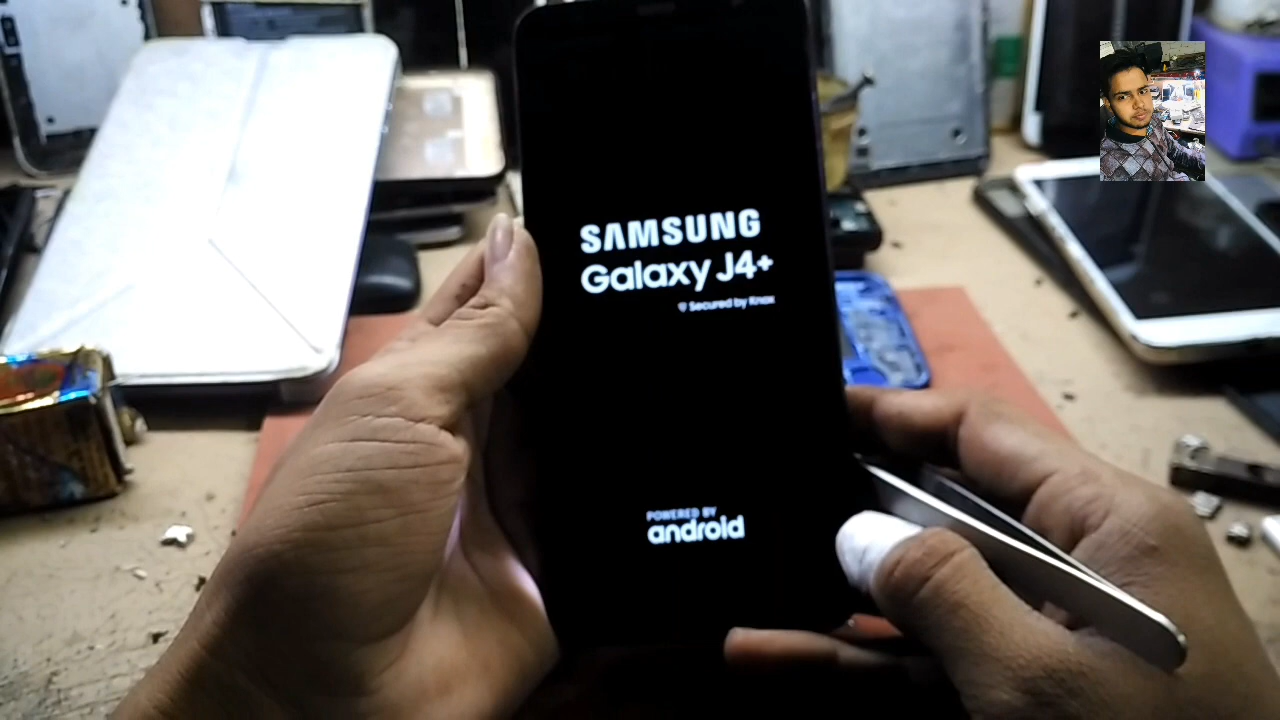 SAMSUNG
Galaxy J4+
Secured by Knox
POWERED BY
android